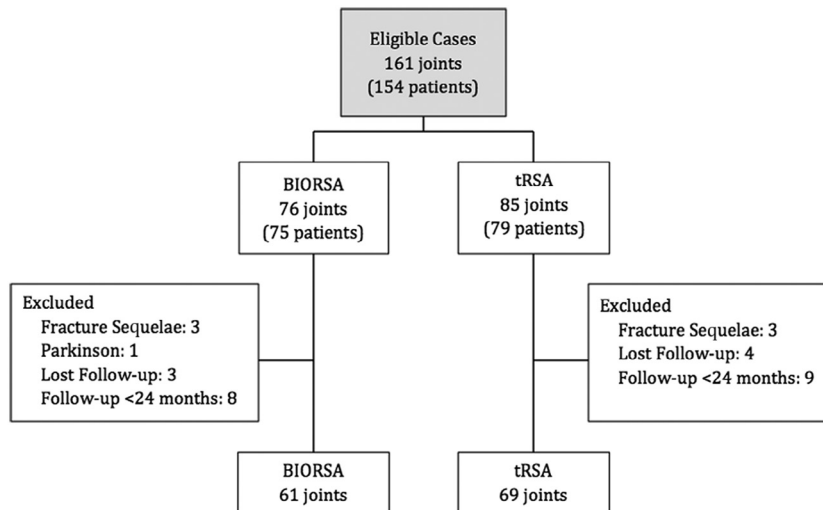 Eligible Cases
161 joints
(154 patients)
BIORSA
76 joints
(75 patients)
tRSA
85 joints
(79 patients)
Excluded
Fracture Sequelae: 3
Parkinson: 1
Lost Follow-up: 3
Follow-up <24 months: 8
Excluded
Fracture Sequelae: 3
Lost Follow-up: 4
Follow-up <24 months: 9
BIORSA
61 joints
tRSA
69 joints